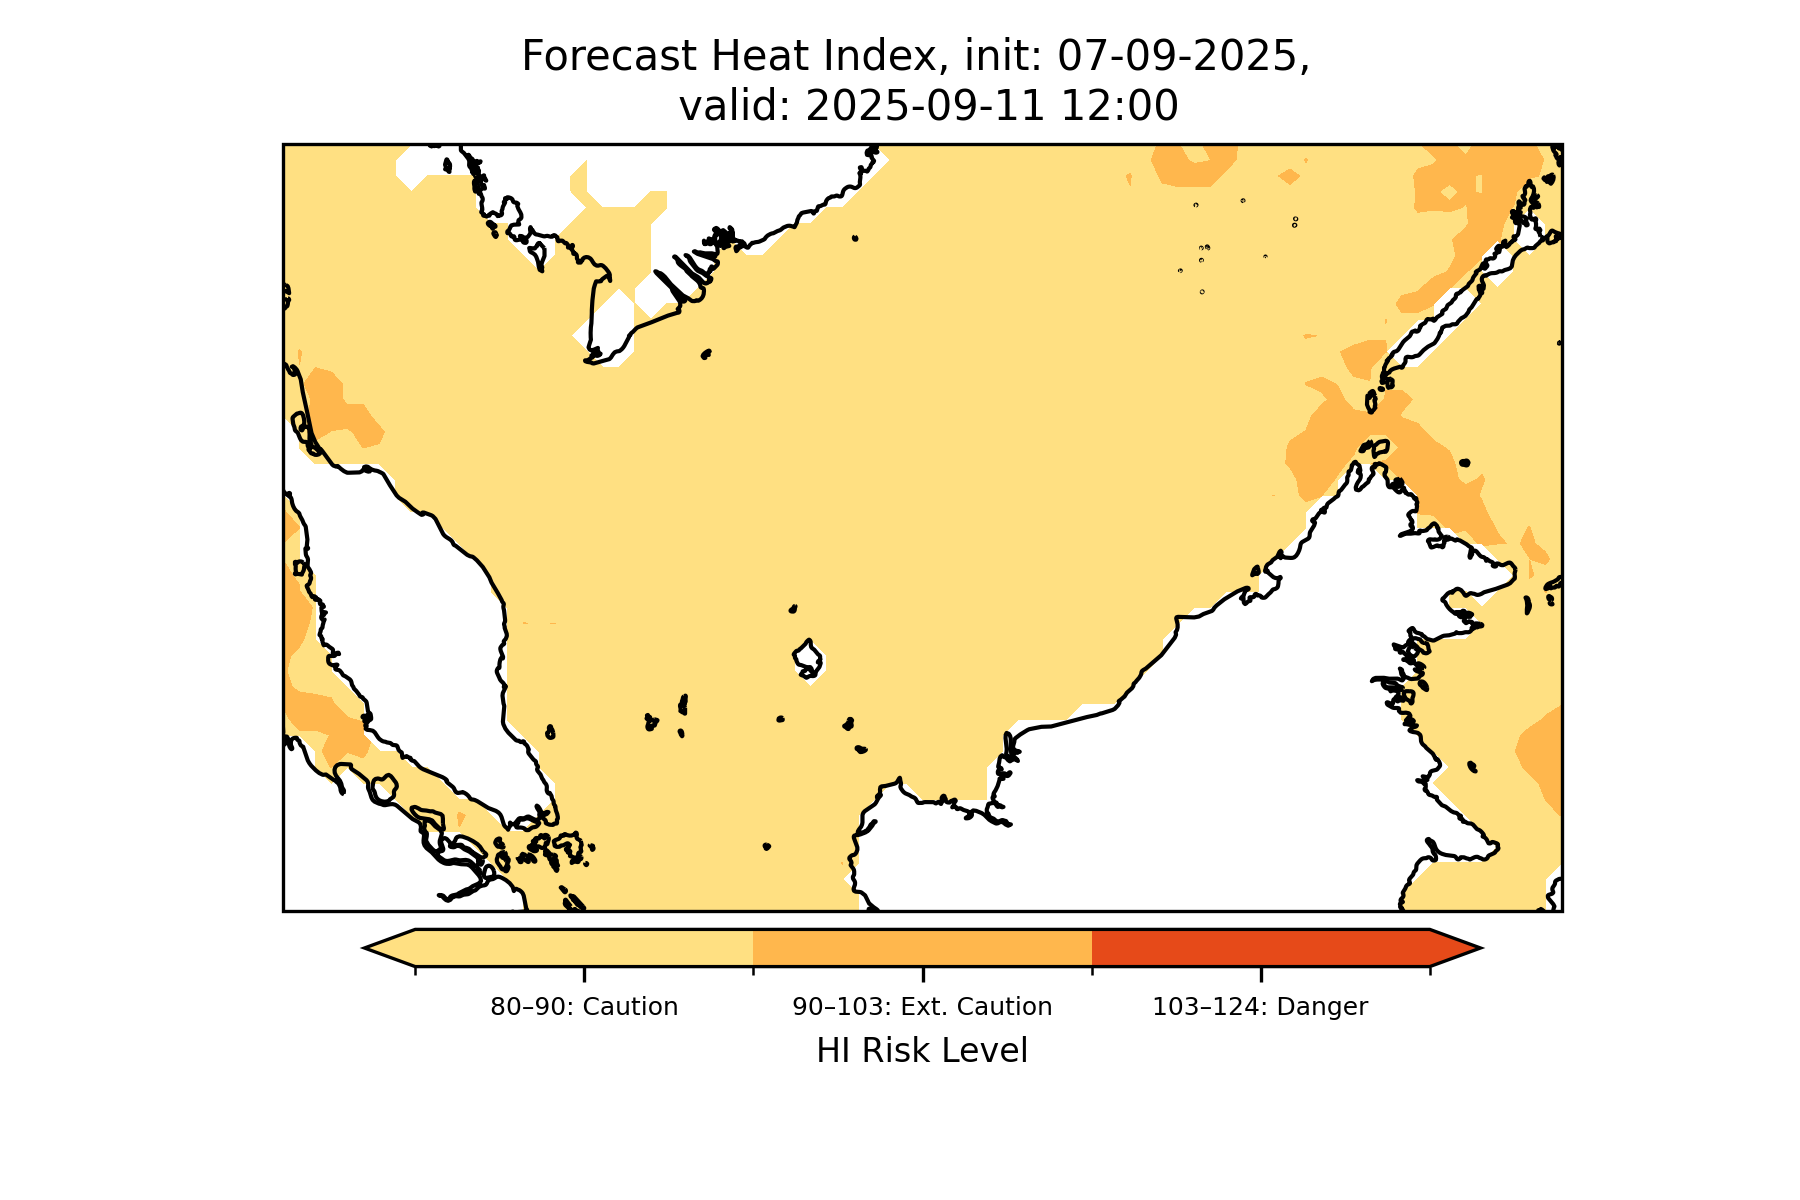 Forecast Heat Index, init: 07-09-2025,
valid: 2025-09-11 12:00
80–90: Caution
90–103: Ext. Caution
103–124: Danger
HI Risk Level